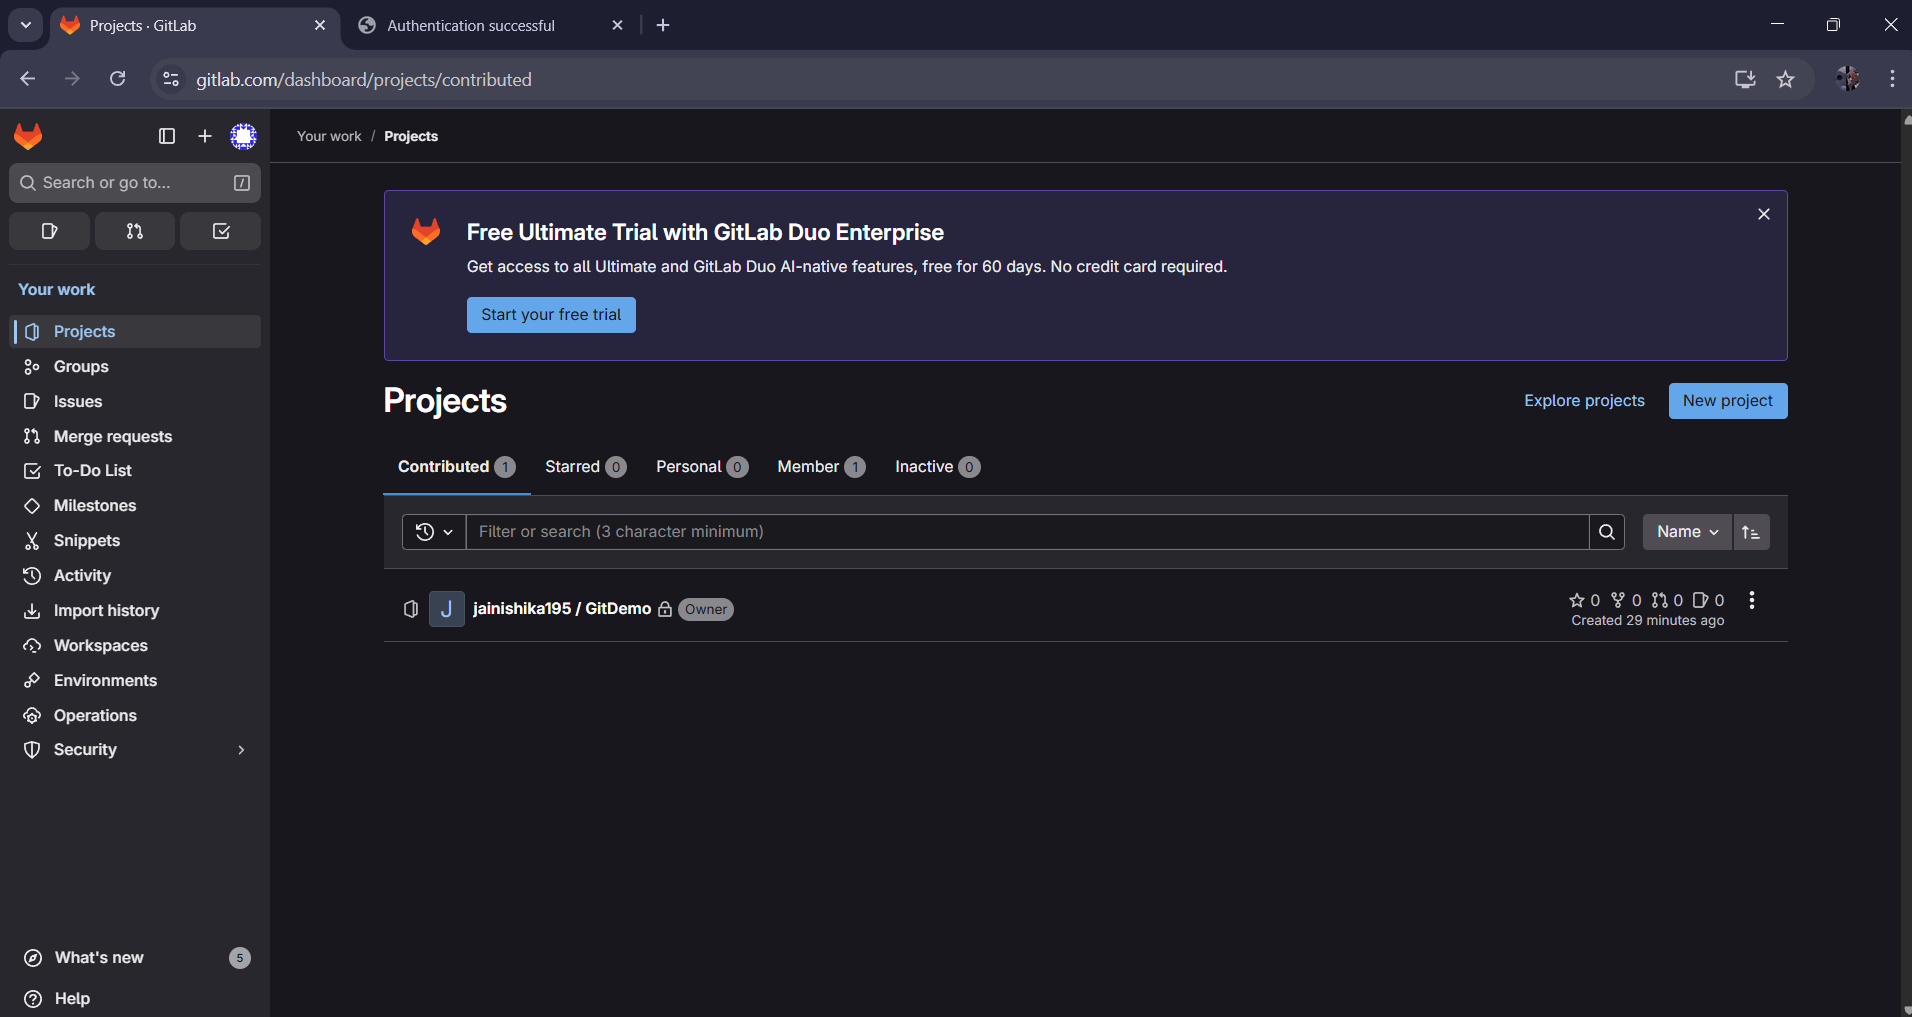 Projects · GitLab
Authentication successful
gitlab.com/dashboard/projects/contributed
Your work / Projects
Search or go to...
/
Free Ultimate Trial with GitLab Duo Enterprise
Get access to all Ultimate and GitLab Duo AI-native features, free for 60 days. No credit card required.
Start your free trial
Your work
Projects
Groups
Issues
Merge requests
To-Do List
Milestones
Snippets
Activity
Import history
Workspaces
Environments
Operations
Security
What's new 5
Help
Projects
Explore projects
New project
Contributed 1 Starred 0 Personal 0 Member 1 Inactive 0
Filter or search (3 character minimum)
Name
J jainishika195 / GitDemo Owner
0 0 0 0
Created 29 minutes ago